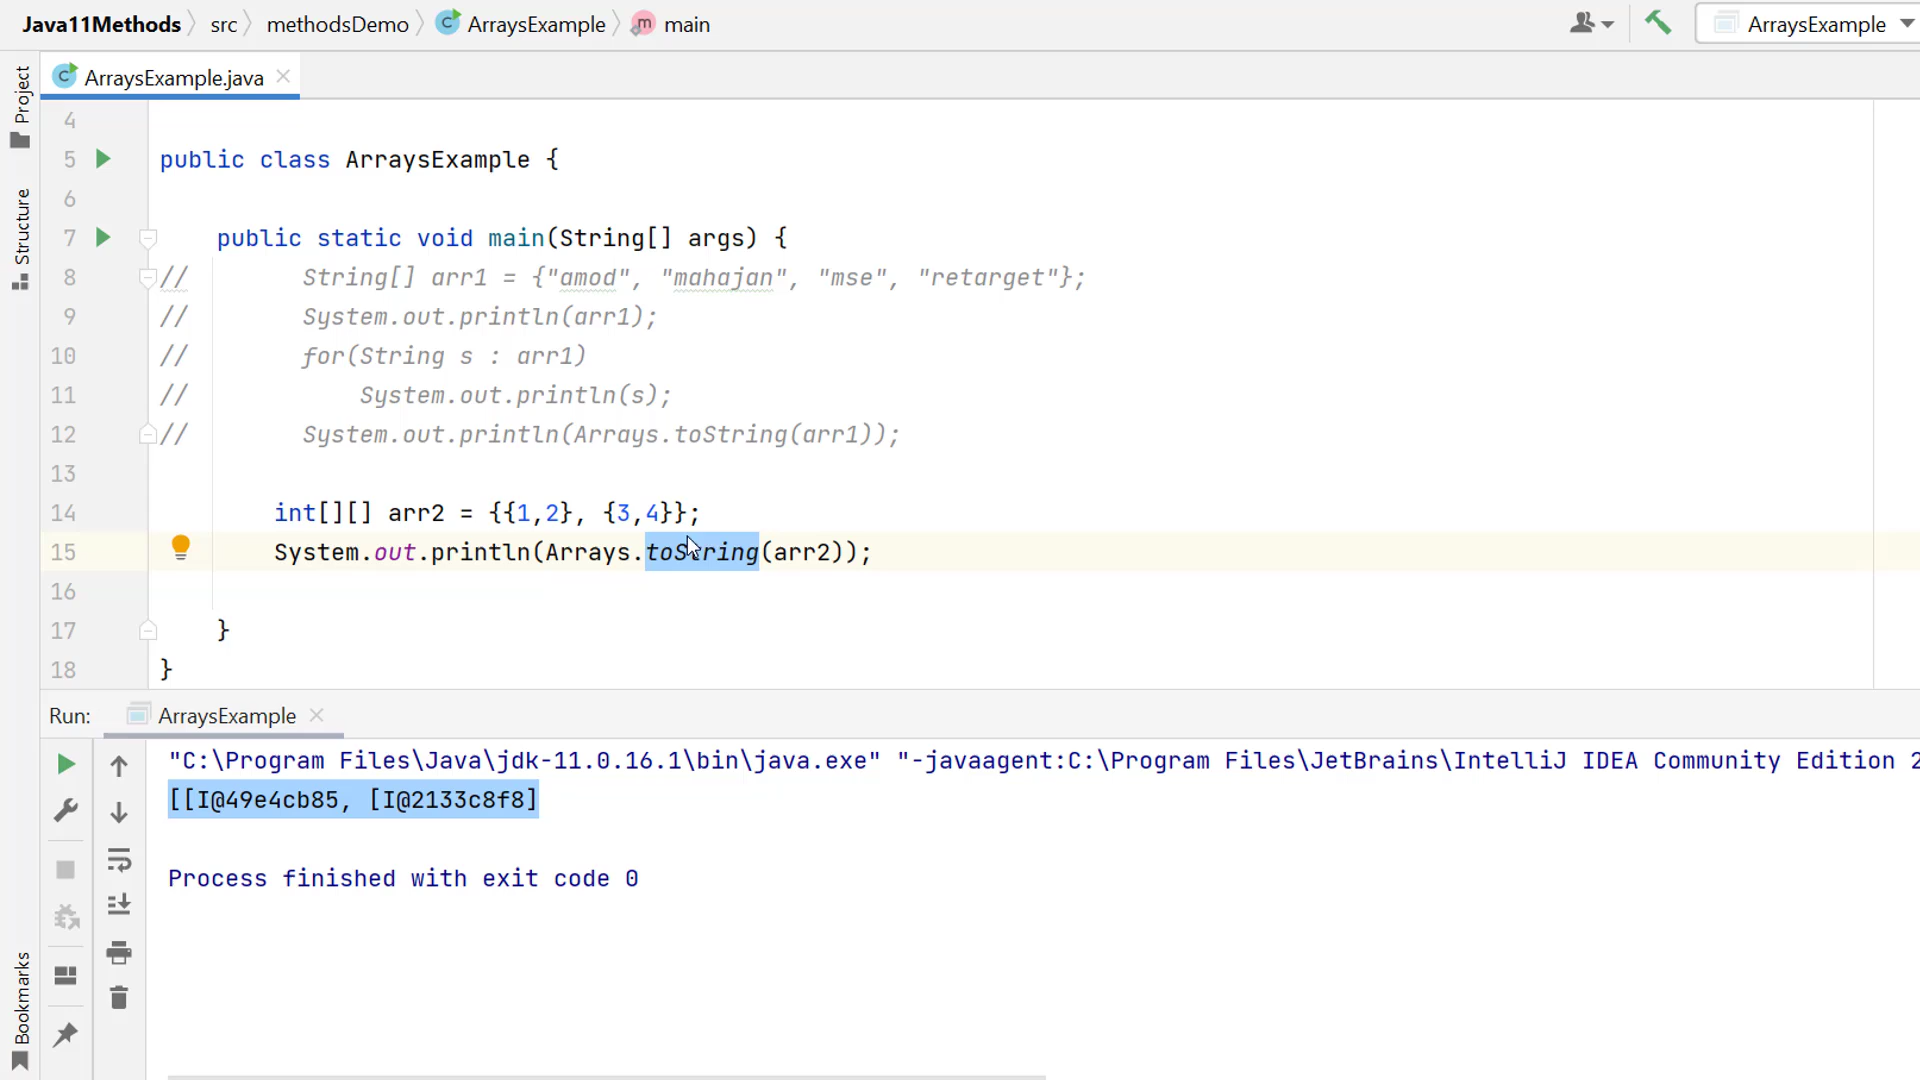 Java11Methods src methodsDemo ArraysExample main ArraysExample
Project
Structure
Bookmarks
ArraysExample.java
4
5 public class ArraysExample {
6
7 public static void main(String[] args) {
8 // String[] arr1 = {"amod", "mahajan", "mse", "retarget"};
9 // System.out.println(arr1);
10 // for(String s : arr1)
11 // System.out.println(s);
12 // System.out.println(Arrays.toString(arr1));
13
14 int[][] arr2 = {{1,2}, {3,4}};
15 System.out.println(Arrays.toString(arr2));
16
17 }
18 }
Run: ArraysExample
"C:\Program Files\Java\jdk-11.0.16.1\bin\java.exe" "-javaagent:C:\Program Files\JetBrains\IntelliJ IDEA Community Edition 2
[[I@49e4cb85, [I@2133c8f8]
Process finished with exit code 0